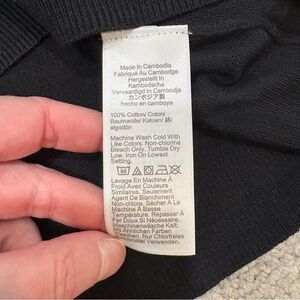 Made In Cambodia
Fabriqué Au Cambodge
Hergestellt In
Kambodscha
Vervaardigd In Cambodja
カンボジア製
hecho en camboya
100% Cotton/ Coton/
Baumwolle/ Katoen/ 綿/
algodón
Machine Wash Cold With
Like Colors. Non-chlorine
Bleach Only. Tumble Dry
Low. Iron On Lowest
Setting.
Lavage En Machine À
Froid Avec Couleurs
Similaires. Seulement
Agent De Blanchiment
Non-Chloré. Sécher À La
Machine A Basse
Température. Repasser À
Fer Doux Si Nécessaire.
Maschinenwäsche Kalt;
Mit Ähnlichen Farben
Nur Chlorfreies